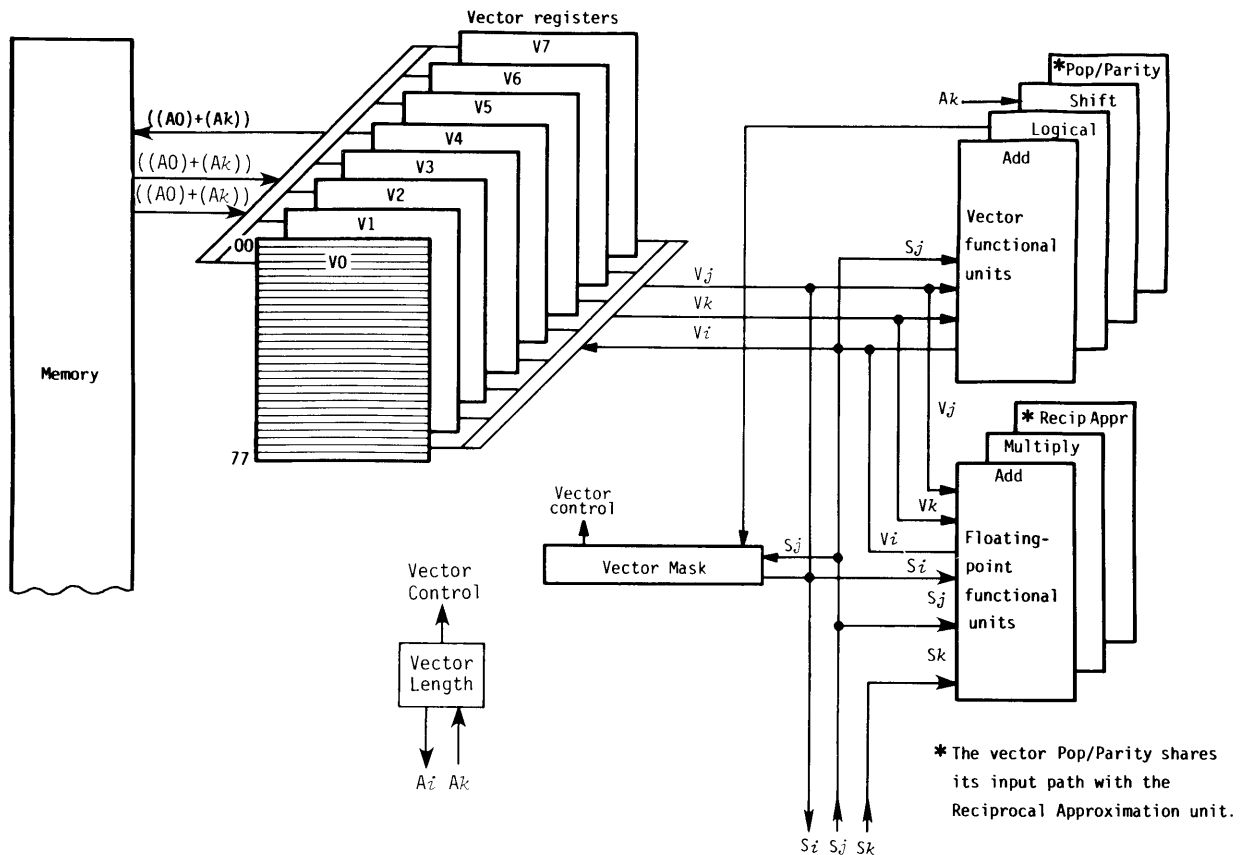 Vector registers
V7
V6
V5
V4
V3
V2
V1
V0
00
77
Memory
((A0)+(Ak))
((A0)+(Ak))
((A0)+(Ak))
*Pop/Parity
Shift
Logical
Add
Vector
functional
units
Ak
Sj
Vj
Vk
Vi
Vj
* Recip Appr
Multiply
Add
Floating-
point
functional
units
Vk
Vi
Si
Sj
Sk
Vector
control
Vector Mask
Sj
Vector
Control
Vector
Length
Ai Ak
Si Sj Sk
* The vector Pop/Parity shares
its input path with the
Reciprocal Approximation unit.